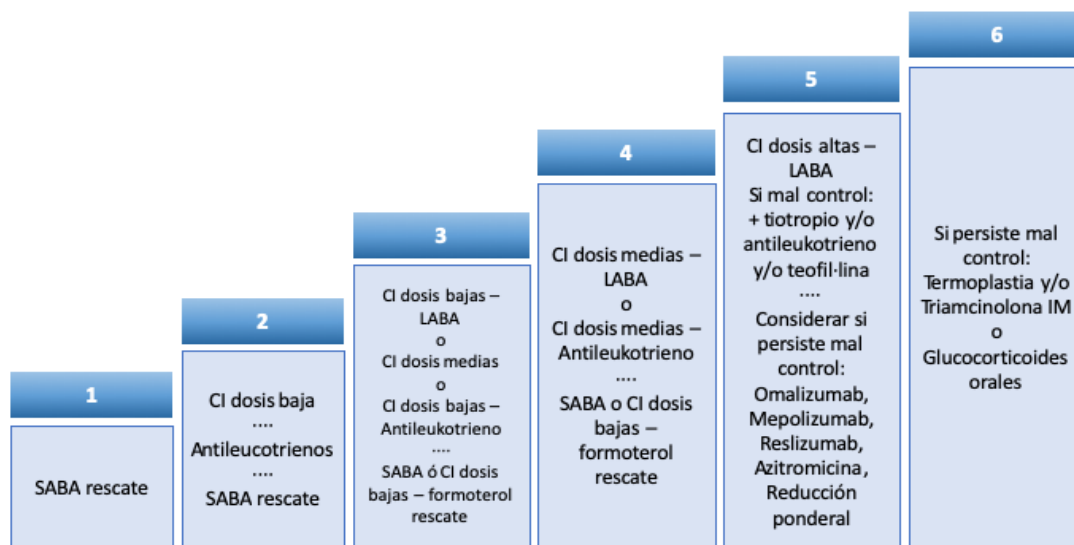 1
SABA rescate
2
CI dosis baja
....
Antileucotrienos
....
SABA rescate
3
CI dosis bajas –
LABA
o
CI dosis medias
o
CI dosis bajas –
Antileukotrieno
....
SABA ó CI dosis
bajas – formoterol
rescate
4
CI dosis medias –
LABA
o
CI dosis medias –
Antileukotrieno
....
SABA o CI dosis
bajas –
formoterol
rescate
5
CI dosis altas –
LABA
Si mal control:
+ tiotropio y/o
antileukotrieno
y/o teofil·lina
....
Considerar si
persiste mal
control:
Omalizumab,
Mepolizumab,
Reslizumab,
Azitromicina,
Reducción
ponderal
6
Si persiste mal
control:
Termoplastia y/o
Triamcinolona IM
o
Glucocorticoides
orales